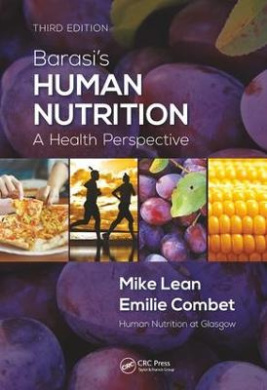 THIRD EDITION
Barasi's
HUMAN
NUTRITION
A Health Perspective
Mike Lean
Emilie Combet
Human Nutrition at Glasgow
CRC Press
Taylor & Francis Group